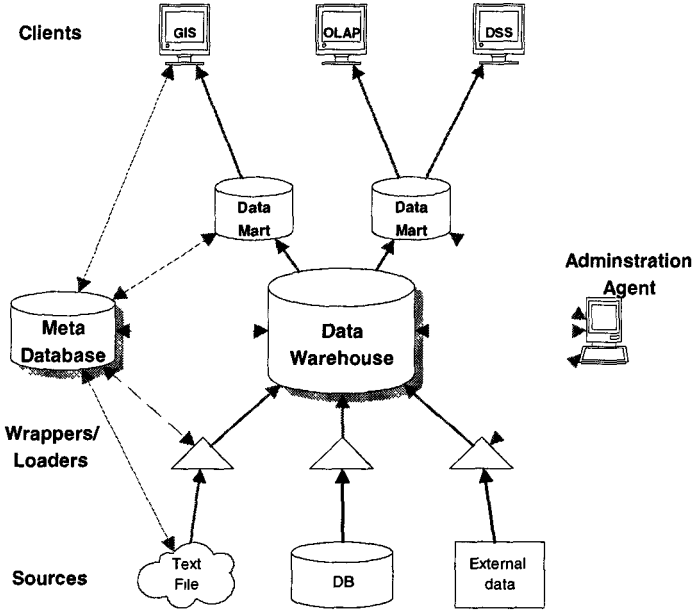 Clients
GIS
OLAP
DSS
Data
Mart
Data
Mart
Adminstration
Agent
Meta
Database
Data
Warehouse
Wrappers/
Loaders
Sources
Text
File
DB
External
data